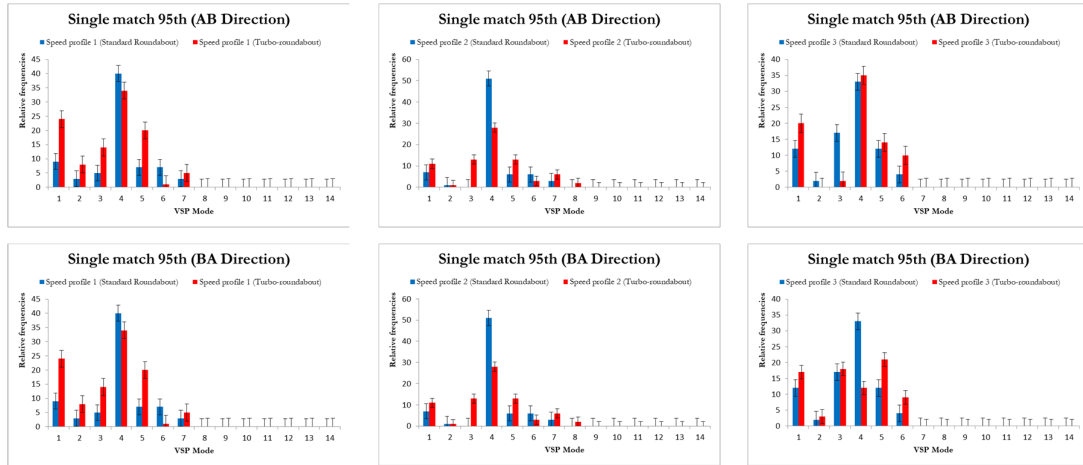 Single match 95th (AB Direction)
Speed profile 1 (Standard Roundabout) Speed profile 1 (Turbo-roundabout)
Relative frequencies
45
40
35
30
25
20
15
10
5
0
1 2 3 4 5 6 7 8 9 10 11 12 13 14
VSP Mode
Single match 95th (AB Direction)
Speed profile 2 (Standard Roundabout) Speed profile 2 (Turbo-roundabout)
Relative frequencies
60
50
40
30
20
10
0
1 2 3 4 5 6 7 8 9 10 11 12 13 14
VSP Mode
Single match 95th (AB Direction)
Speed profile 3 (Standard Roundabout) Speed profile 3 (Turbo-roundabout)
Relative frequencies
40
35
30
25
20
15
10
5
0
1 2 3 4 5 6 7 8 9 10 11 12 13 14
VSP Mode
Single match 95th (BA Direction)
Speed profile 1 (Standard Roundabout) Speed profile 1 (Turbo-roundabout)
Relative frequencies
45
40
35
30
25
20
15
10
5
0
1 2 3 4 5 6 7 8 9 10 11 12 13 14
VSP Mode
Single match 95th (BA Direction)
Speed profile 2 (Standard Roundabout) Speed profile 2 (Turbo-roundabout)
Relative frequencies
60
50
40
30
20
10
0
1 2 3 4 5 6 7 8 9 10 11 12 13 14
VSP Mode
Single match 95th (BA Direction)
Speed profile 3 (Standard Roundabout) Speed profile 3 (Turbo-roundabout)
Relative frequencies
40
35
30
25
20
15
10
5
0
1 2 3 4 5 6 7 8 9 10 11 12 13 14
VSP Mode